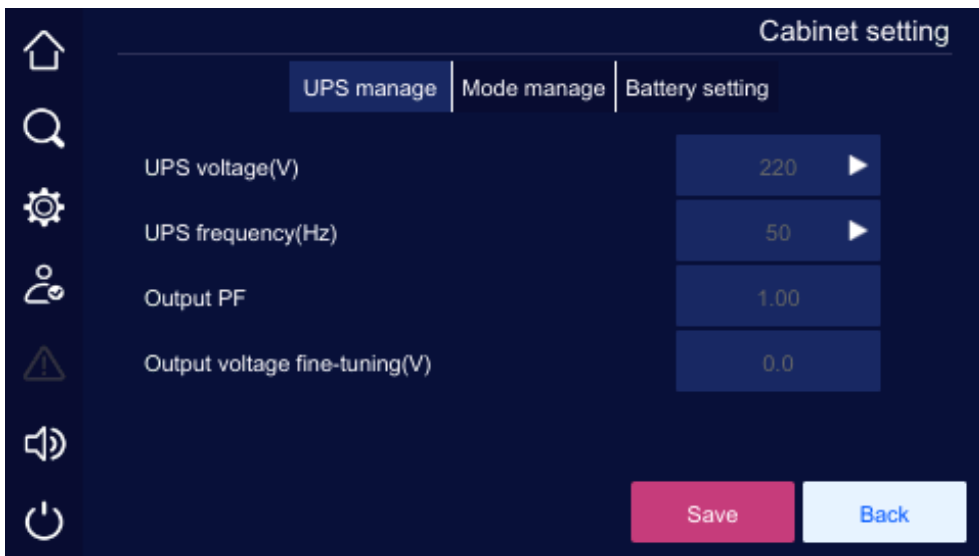 Cabinet setting
UPS manage Mode manage Battery setting
UPS voltage(V) 220
UPS frequency(Hz) 50
Output PF 1.00
Output voltage fine-tuning(V) 0.0
Save Back